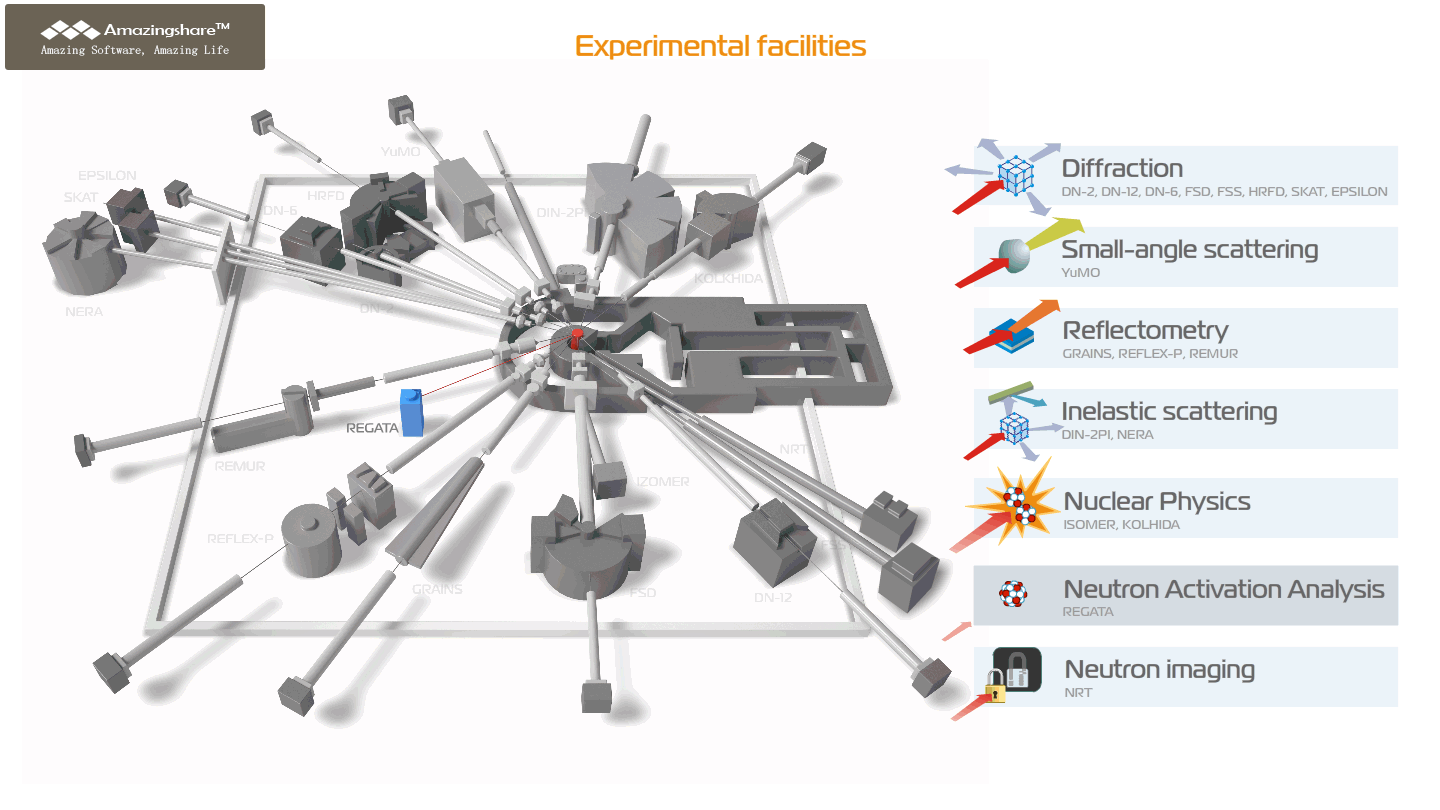 Amazingshare™
Amazing Software, Amazing Life
Experimental facilities
YuMO
EPSILON
SKAT
HRFD
DN-6
DIN-2PI
KOLKHIDA
NERA
DN-2
REGATA
REMUR
NRT
IZOMER
REFLEX-P
FSS
GRAINS
FSD
DN-12
Diffraction
DN-2, DN-12, DN-6, FSD, FSS, HRFD, SKAT, EPSILON
Small-angle scattering
YuMO
Reflectometry
GRAINS, REFLEX-P, REMUR
Inelastic scattering
DIN-2PI, NERA
Nuclear Physics
ISOMER, KOLHIDA
Neutron Activation Analysis
REGATA
Neutron imaging
NRT